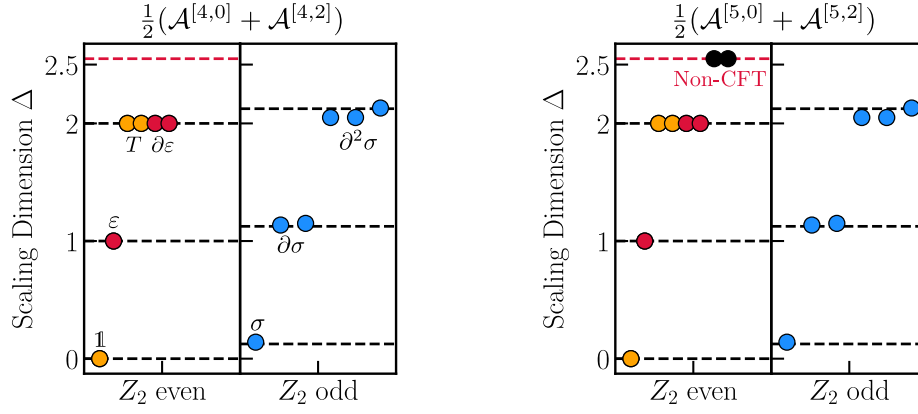 ½(𝒜^[4,0] + 𝒜^[4,2])
Scaling Dimension Δ
2.5
2
1
0
T ∂ε
ε
𝟙
∂²σ
∂σ
σ
Z₂ even
Z₂ odd
½(𝒜^[5,0] + 𝒜^[5,2])
Scaling Dimension Δ
2.5
2
1
0
Non-CFT
Z₂ even
Z₂ odd